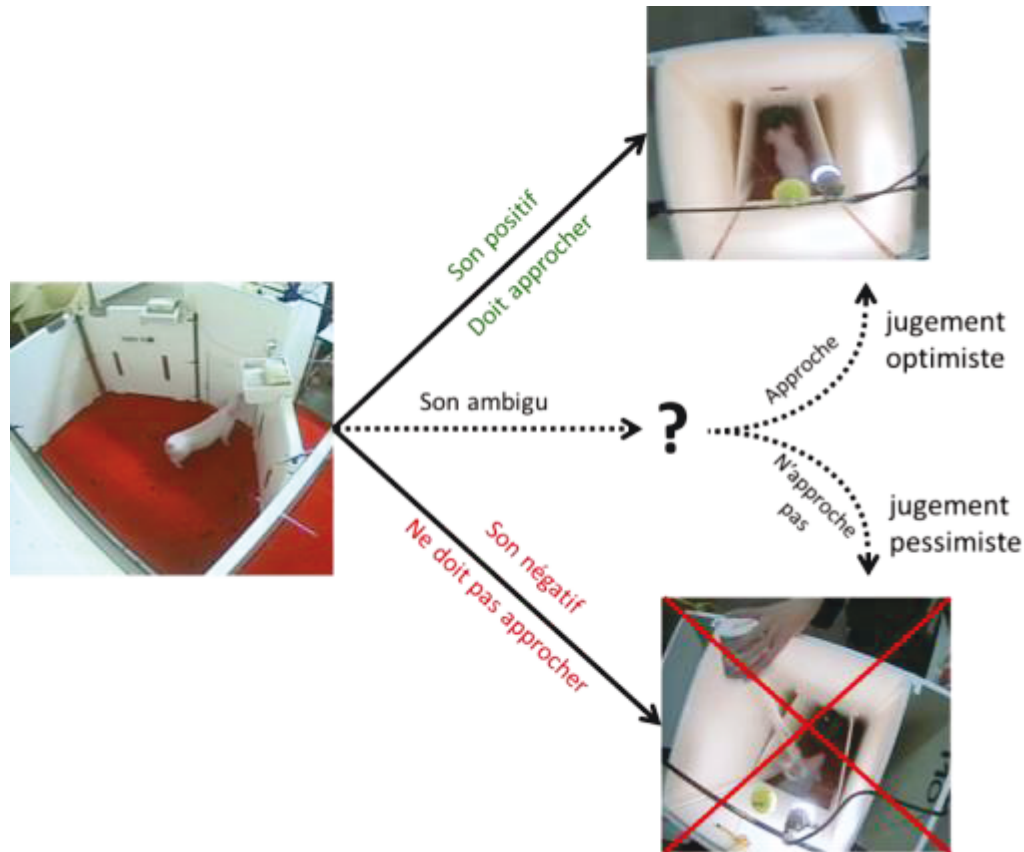 Son positif
Doit approcher
Son ambigu
?
Approche
N'approche
pas
jugement
optimiste
jugement
pessimiste
Son négatif
Ne doit pas approcher